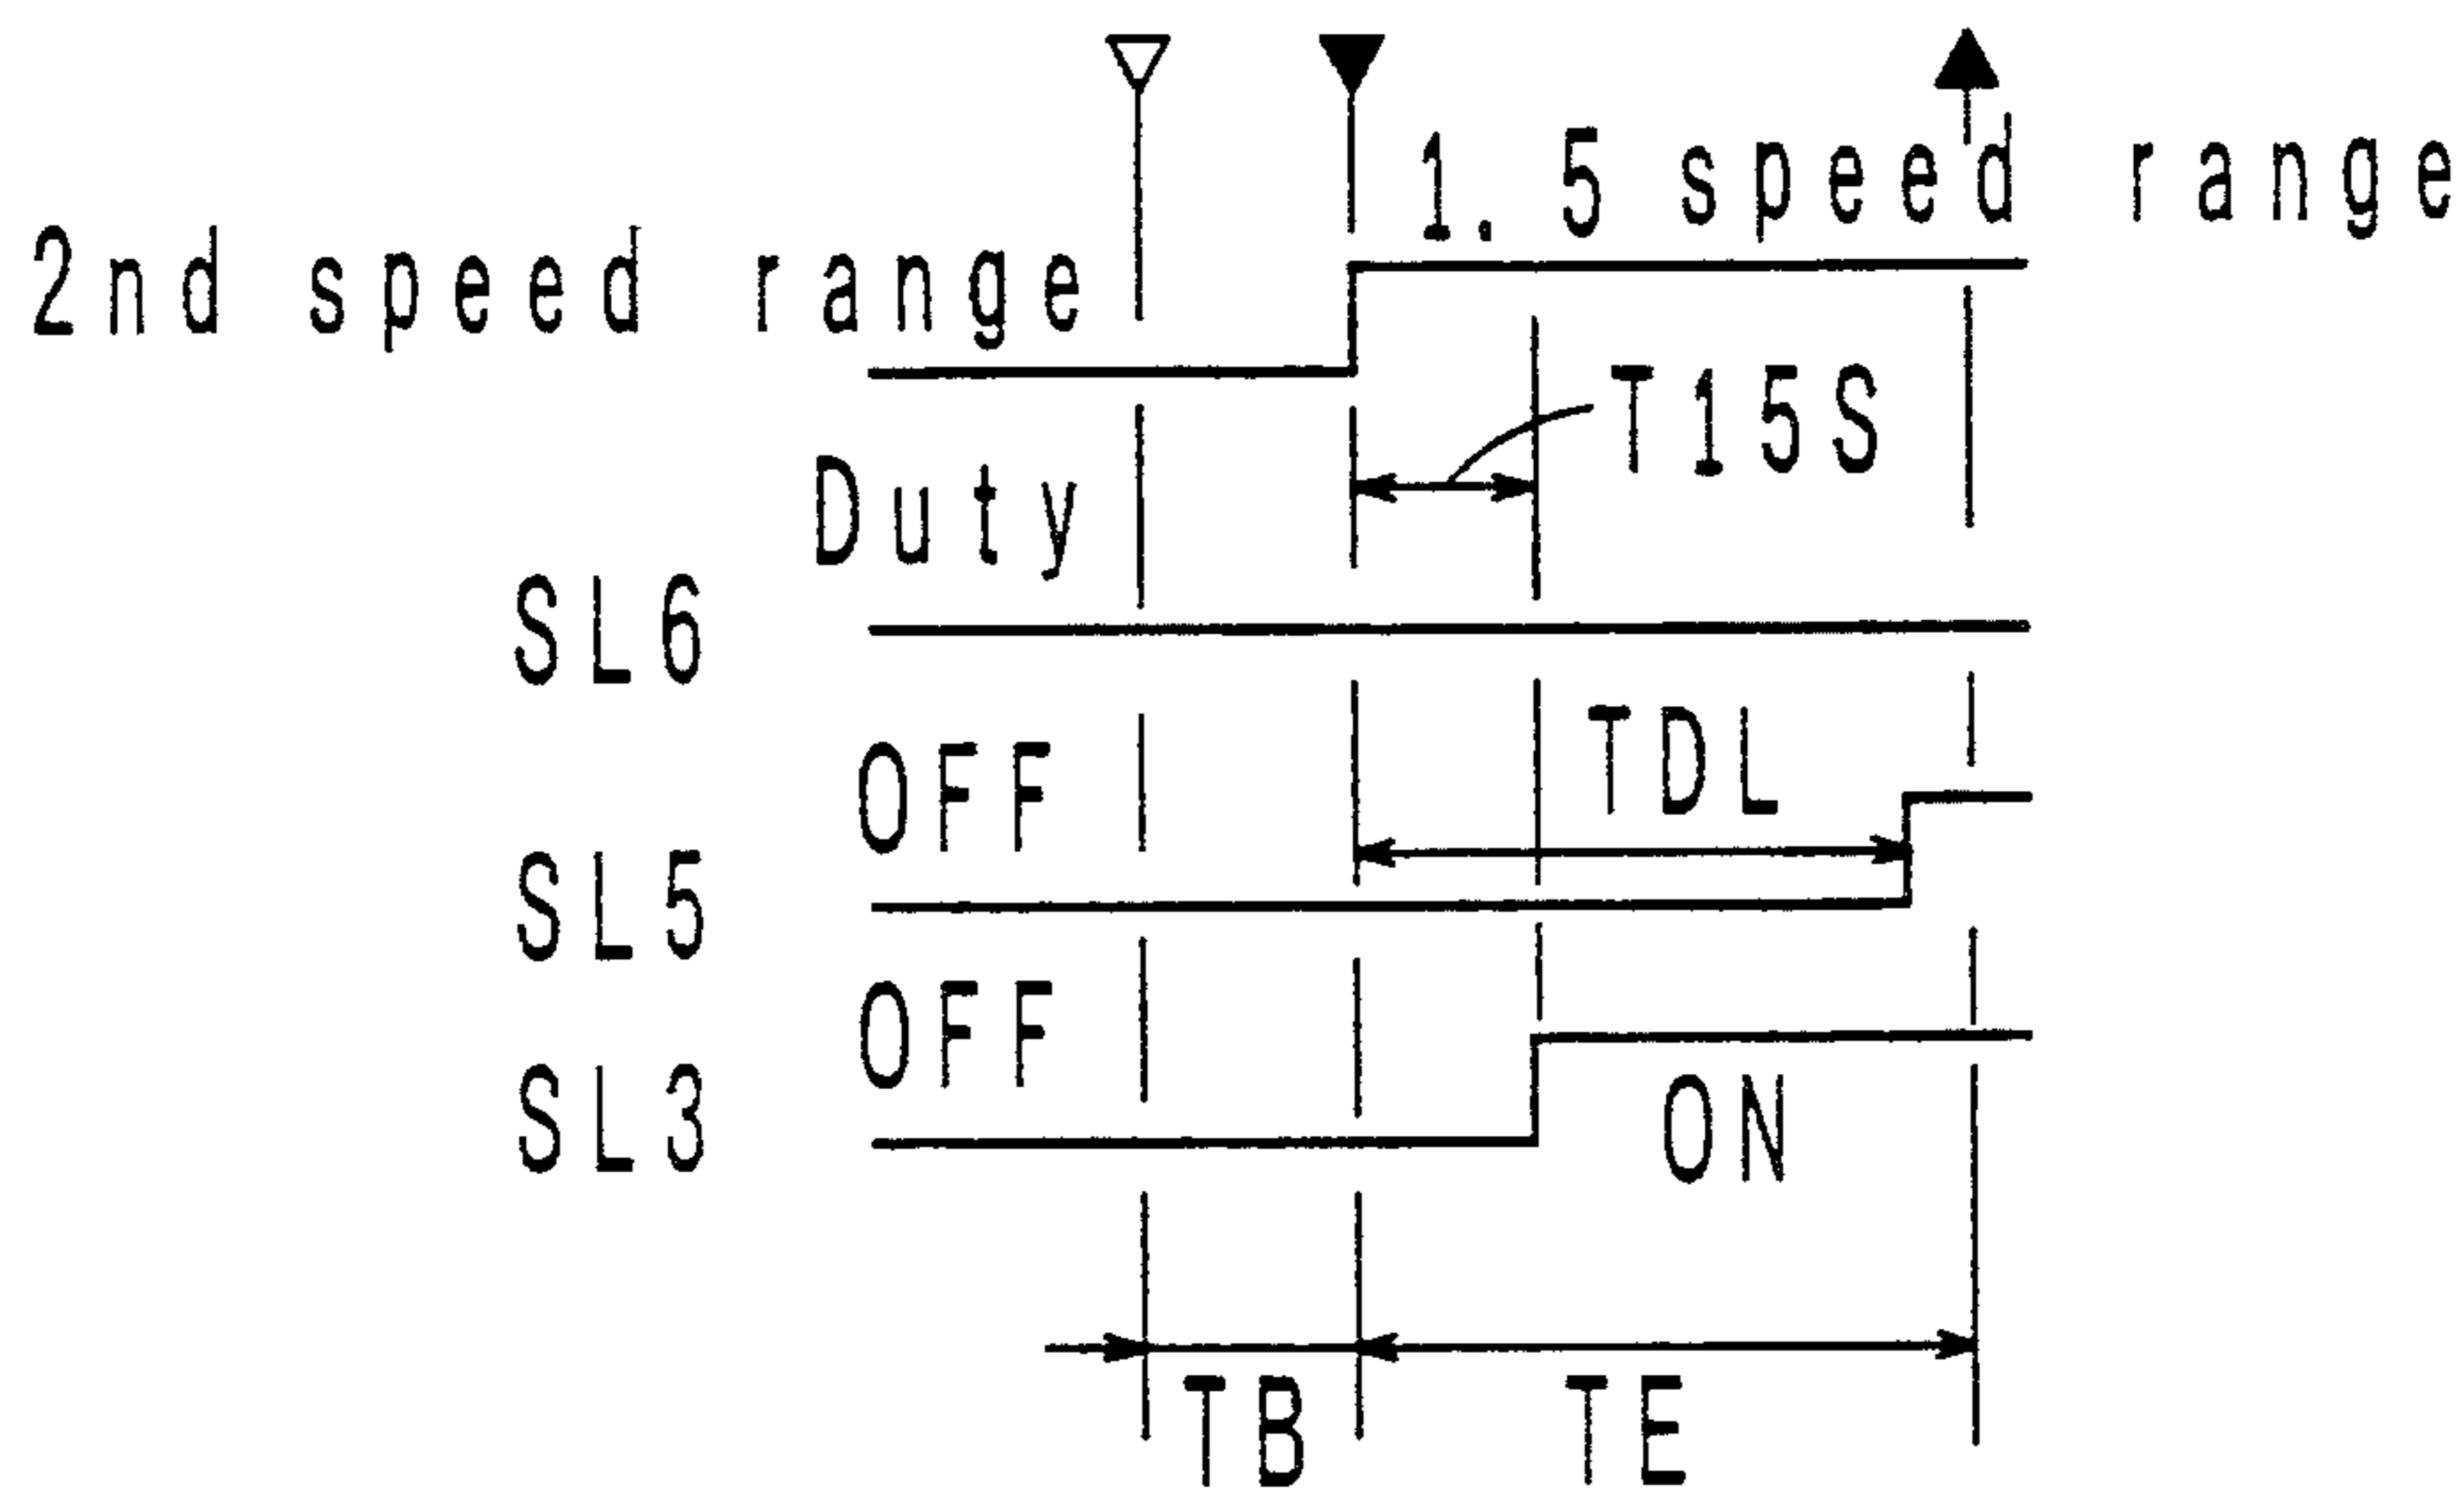 1.5 speed range
2nd speed range
T15S
Duty
SL6
TDL
OFF
SL5
OFF
SL3
ON
TB TE